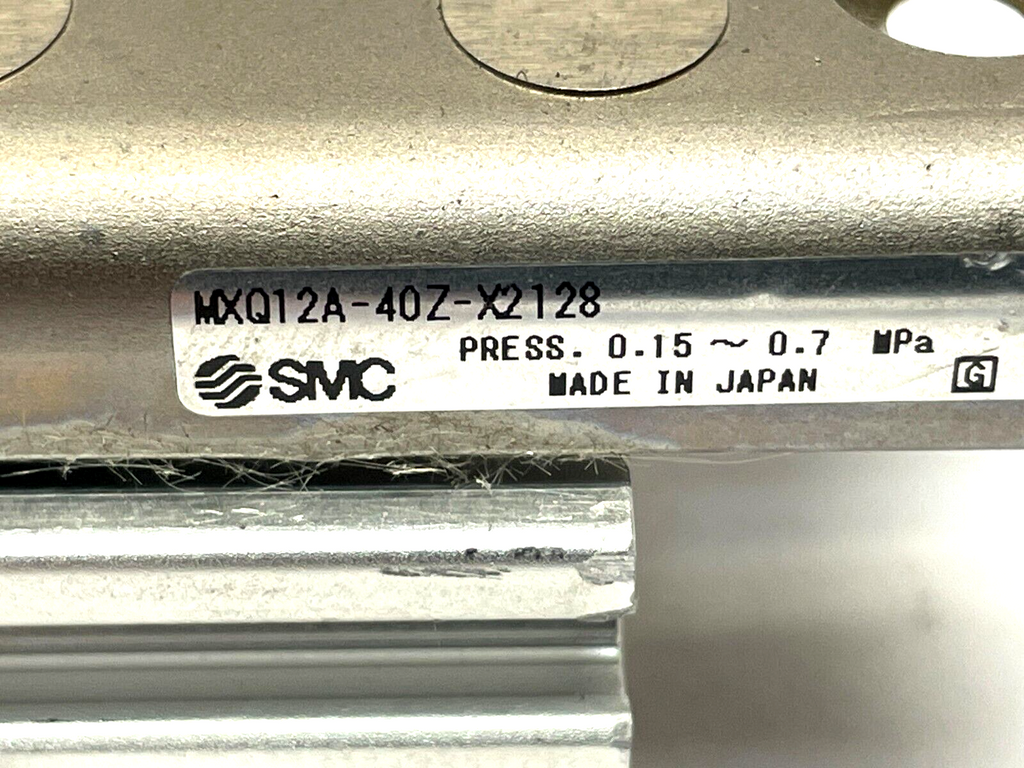 MXQ12A-40Z-X2128
PRESS. 0.15 ~ 0.7 MPa
SMC
MADE IN JAPAN
G